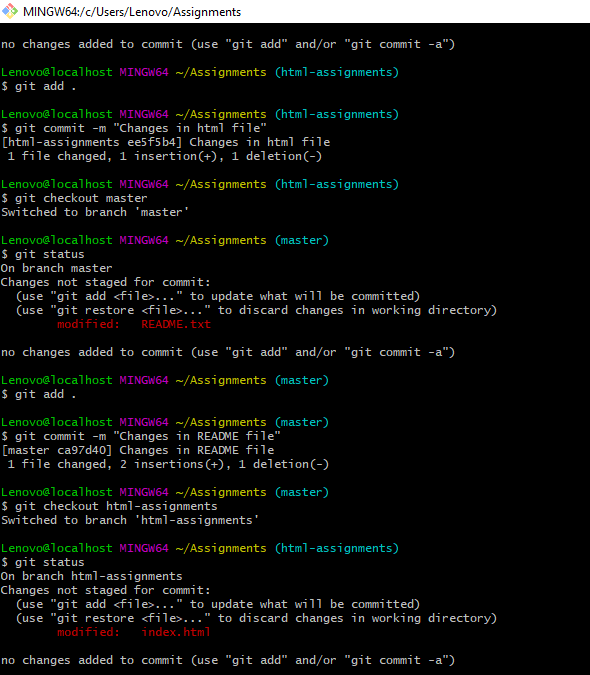 MINGW64:/c/Users/Lenovo/Assignments
no changes added to commit (use "git add" and/or "git commit -a")
Lenovo@localhost MINGW64 ~/Assignments (html-assignments)
$ git add .
Lenovo@localhost MINGW64 ~/Assignments (html-assignments)
$ git commit -m "Changes in html file"
[html-assignments ee5f5b4] Changes in html file
 1 file changed, 1 insertion(+), 1 deletion(-)
Lenovo@localhost MINGW64 ~/Assignments (html-assignments)
$ git checkout master
Switched to branch 'master'
Lenovo@localhost MINGW64 ~/Assignments (master)
$ git status
On branch master
Changes not staged for commit:
  (use "git add <file>..." to update what will be committed)
  (use "git restore <file>..." to discard changes in working directory)
        modified:   README.txt
no changes added to commit (use "git add" and/or "git commit -a")
Lenovo@localhost MINGW64 ~/Assignments (master)
$ git add .
Lenovo@localhost MINGW64 ~/Assignments (master)
$ git commit -m "Changes in README file"
[master ca97d40] Changes in README file
 1 file changed, 2 insertions(+), 1 deletion(-)
Lenovo@localhost MINGW64 ~/Assignments (master)
$ git checkout html-assignments
Switched to branch 'html-assignments'
Lenovo@localhost MINGW64 ~/Assignments (html-assignments)
$ git status
On branch html-assignments
Changes not staged for commit:
  (use "git add <file>..." to update what will be committed)
  (use "git restore <file>..." to discard changes in working directory)
        modified:   index.html
no changes added to commit (use "git add" and/or "git commit -a")